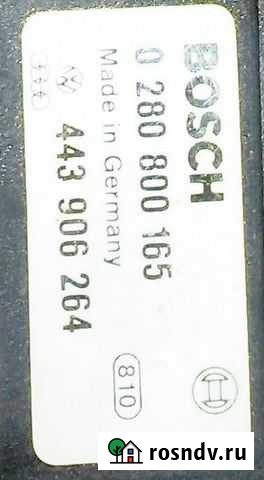 BOSCH
0 280 800 165
Made in Germany
810
443 906 264
rosndv.ru